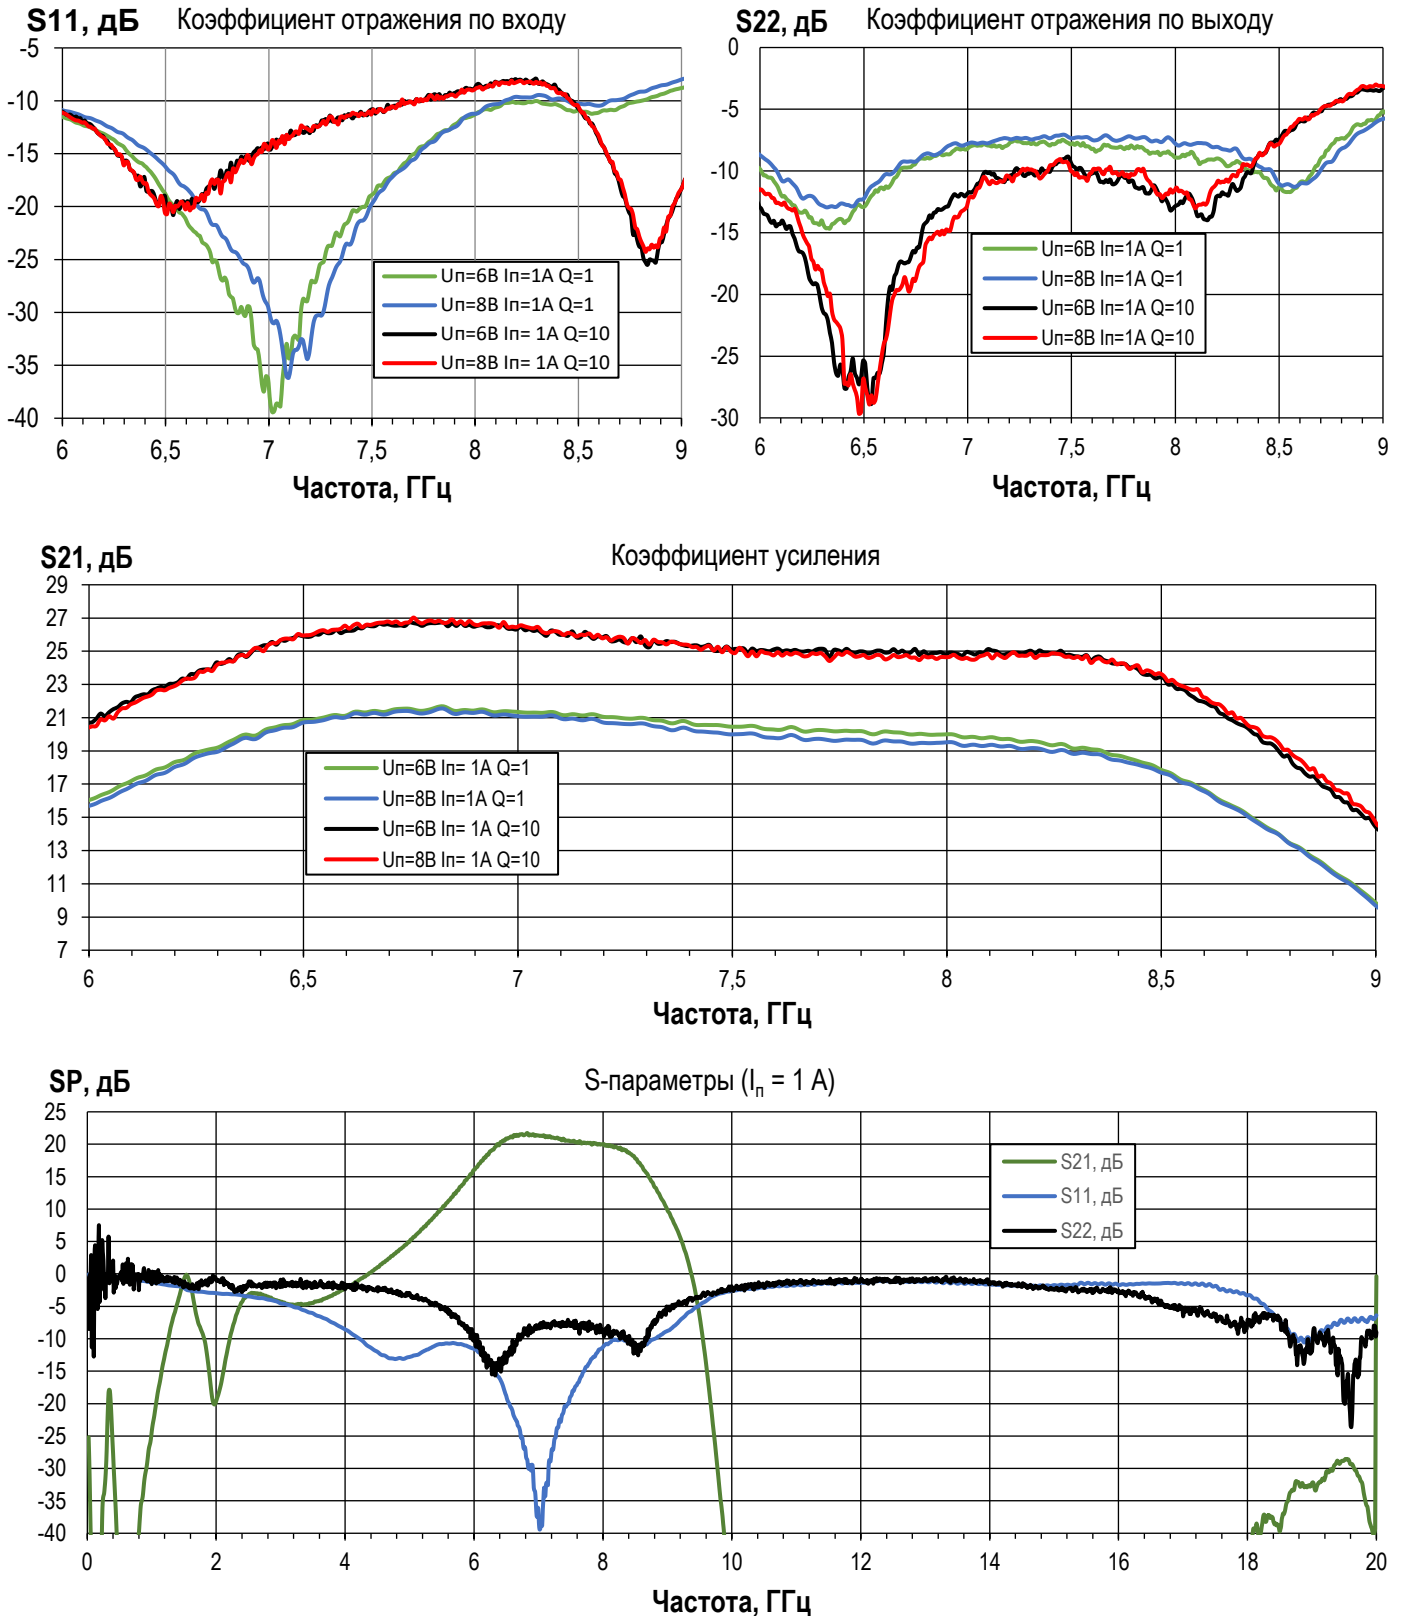 S11, дБ
Коэффициент отражения по входу
-5
-10
-15
-20
-25
-30
-35
-40
6
6,5
7
7,5
8
8,5
9
Частота, ГГц
Uп=6В Iп=1А Q=1
Uп=8В Iп=1А Q=1
Uп=6В Iп= 1А Q=10
Uп=8В Iп= 1А Q=10
S22, дБ
Коэффициент отражения по выходу
0
-5
-10
-15
-20
-25
-30
6
6,5
7
7,5
8
8,5
9
Частота, ГГц
Uп=6В Iп=1А Q=1
Uп=8В Iп=1А Q=1
Uп=6В Iп=1А Q=10
Uп=8В Iп=1А Q=10
S21, дБ
Коэффициент усиления
29
27
25
23
21
19
17
15
13
11
9
7
6
6,5
7
7,5
8
8,5
9
Частота, ГГц
Uп=6В Iп= 1А Q=1
Uп=8В Iп=1А Q=1
Uп=6В Iп= 1А Q=10
Uп=8В Iп= 1А Q=10
SP, дБ
S-параметры (Iп = 1 А)
25
20
15
10
5
0
-5
-10
-15
-20
-25
-30
-35
-40
0
2
4
6
8
10
12
14
16
18
20
Частота, ГГц
S21, дБ
S11, дБ
S22, дБ